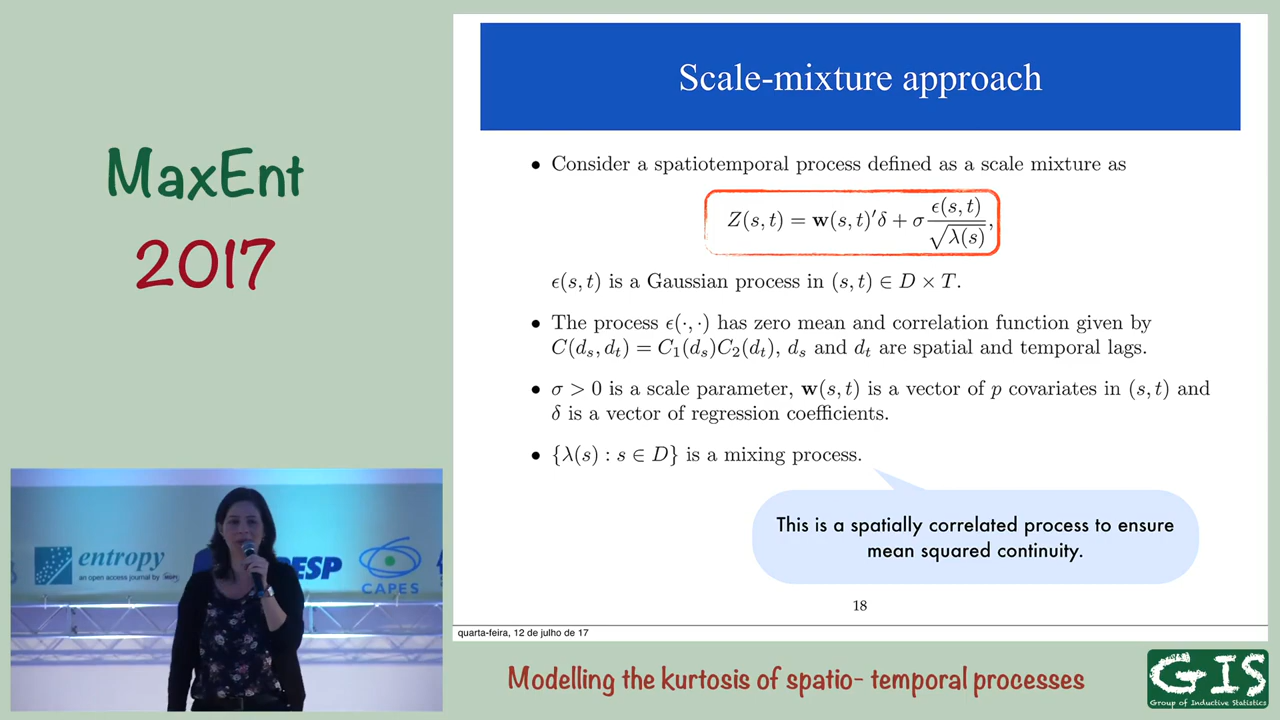 MaxEnt
2017
Scale-mixture approach
• Consider a spatiotemporal process defined as a scale mixture as
Z(s, t) = w(s, t)′δ + σ ϵ(s, t) / √λ(s),
ϵ(s, t) is a Gaussian process in (s, t) ∈ D × T.
• The process ϵ(·, ·) has zero mean and correlation function given by
C(d_s, d_t) = C_1(d_s)C_2(d_t), d_s and d_t are spatial and temporal lags.
• σ > 0 is a scale parameter, w(s, t) is a vector of p covariates in (s, t) and
δ is a vector of regression coefficients.
• {λ(s) : s ∈ D} is a mixing process.
This is a spatially correlated process to ensure
mean squared continuity.
18
quarta-feira, 12 de julho de 17
entropy
an open access journal by
ESP
CAPES
Modelling the kurtosis of spatio- temporal processes
GIS
Group of Inductive Statistics